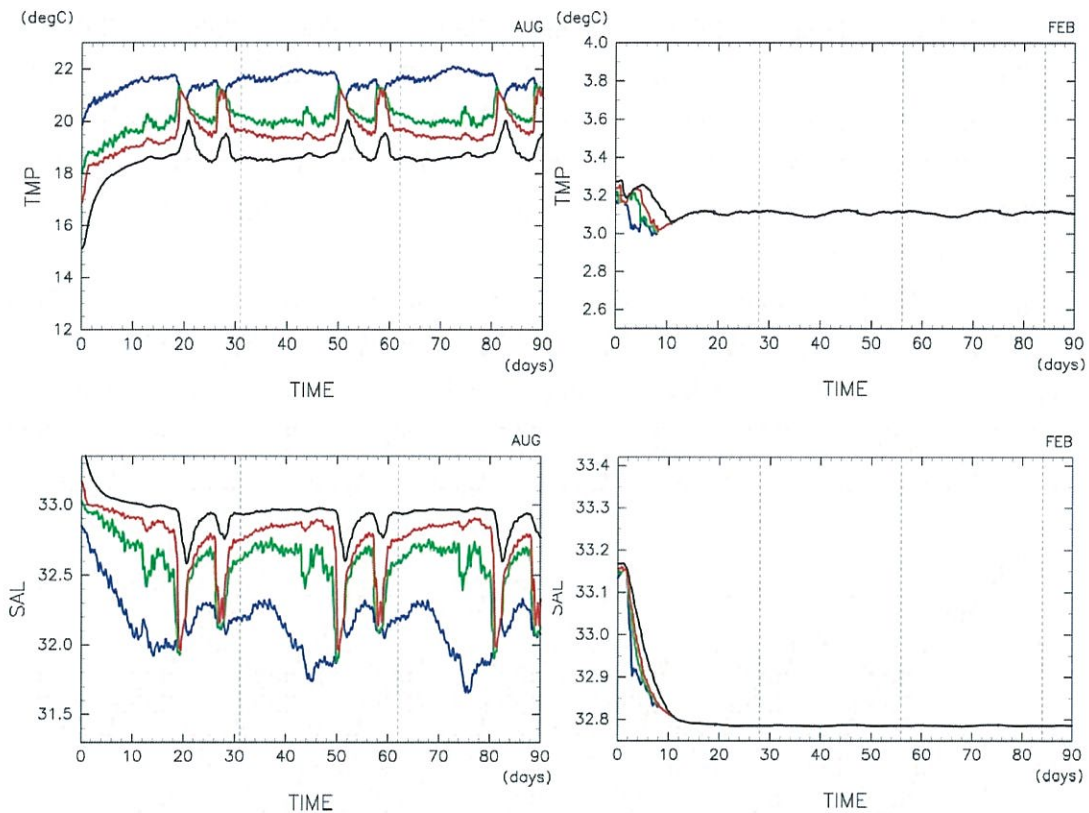 (degC)
AUG
22
20
18
16
14
12
TMP
0 10 20 30 40 50 60 70 80 90
(days)
TIME
(degC)
FEB
4.0
3.8
3.6
3.4
3.2
3.0
2.8
2.6
TMP
0 10 20 30 40 50 60 70 80 90
(days)
TIME
AUG
33.0
32.5
32.0
31.5
SAL
0 10 20 30 40 50 60 70 80 90
(days)
TIME
FEB
33.4
33.3
33.2
33.1
33.0
32.9
32.8
SAL
0 10 20 30 40 50 60 70 80 90
(days)
TIME